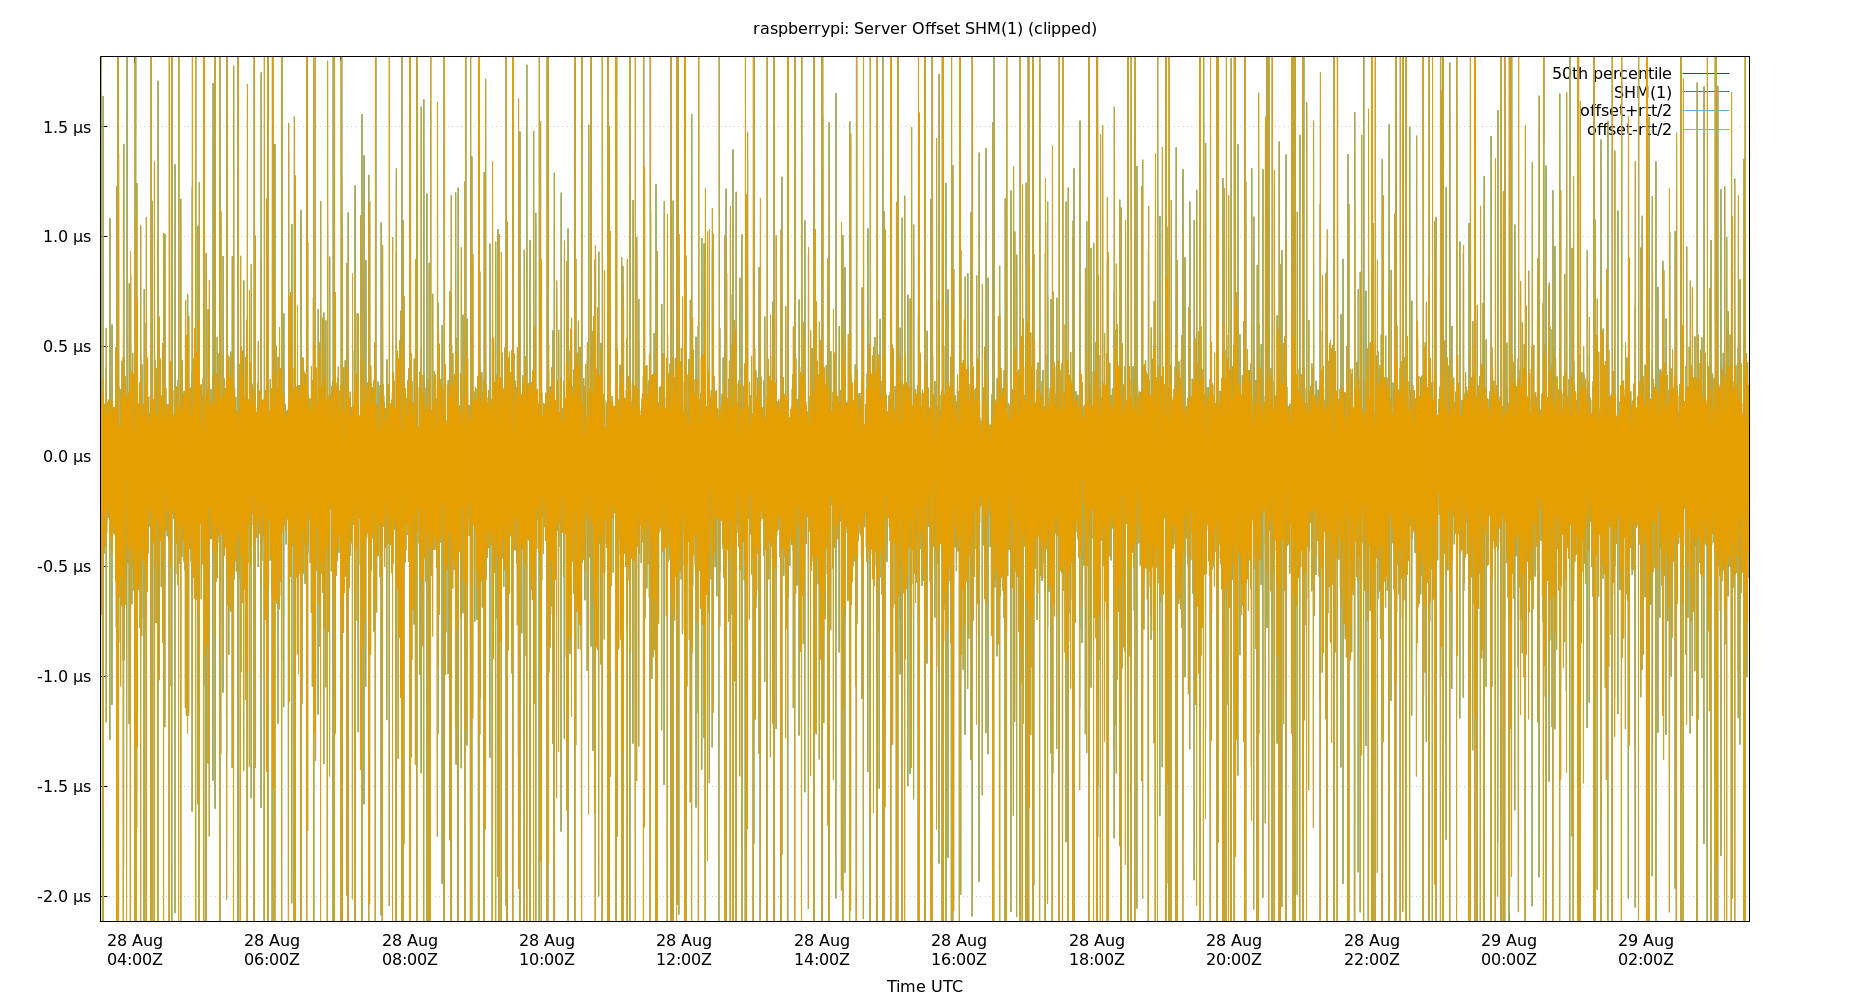 raspberrypi: Server Offset SHM(1) (clipped)
50th percentile
SHM(1)
offset+rtt/2
offset-rtt/2
1.5 µs
1.0 µs
0.5 µs
0.0 µs
-0.5 µs
-1.0 µs
-1.5 µs
-2.0 µs
28 Aug 28 Aug 28 Aug 28 Aug 28 Aug 28 Aug 28 Aug 28 Aug 28 Aug 28 Aug 29 Aug 29 Aug
04:00Z 06:00Z 08:00Z 10:00Z 12:00Z 14:00Z 16:00Z 18:00Z 20:00Z 22:00Z 00:00Z 02:00Z
Time UTC